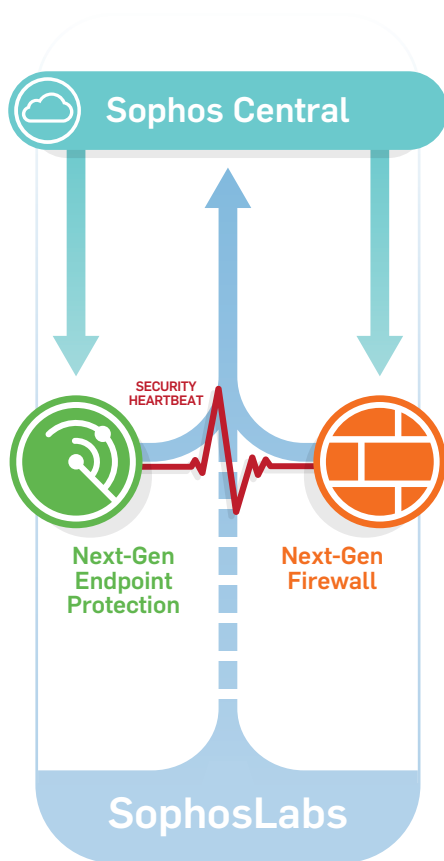 Sophos Central
SECURITY
HEARTBEAT
Next-Gen
Endpoint
Protection
Next-Gen
Firewall
SophosLabs